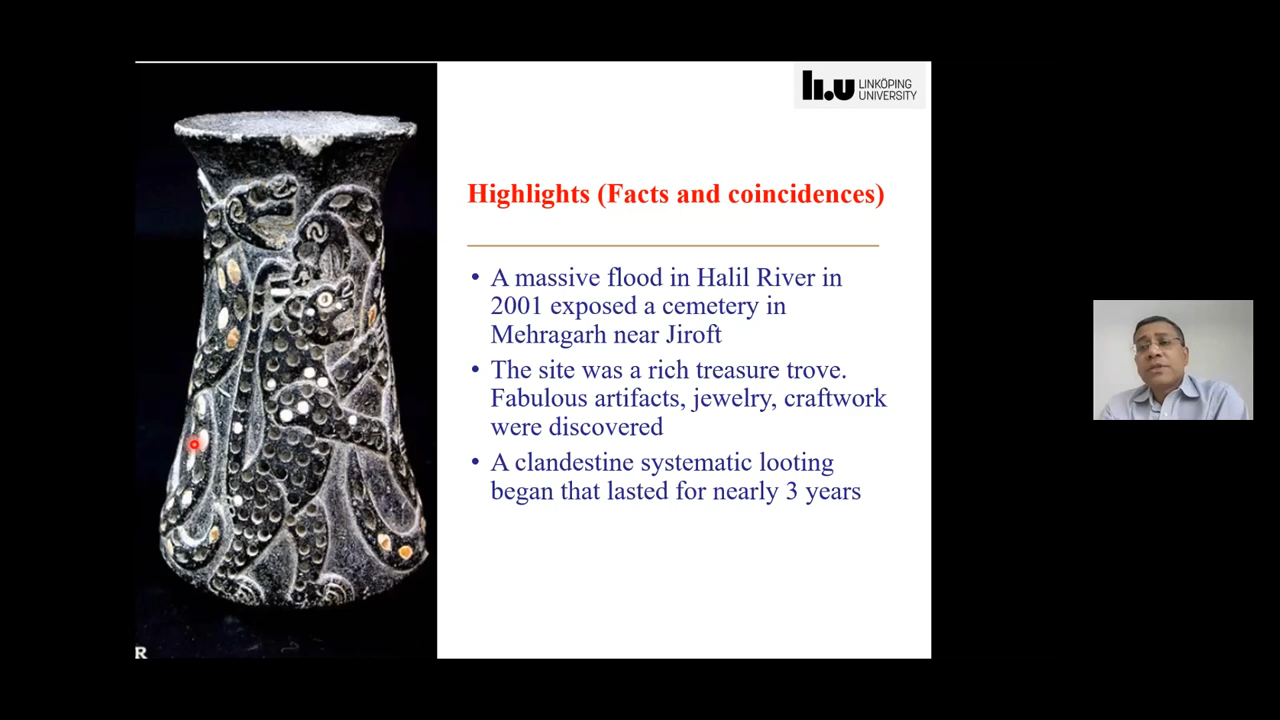 li.u LINKÖPING
UNIVERSITY
Highlights (Facts and coincidences)
• A massive flood in Halil River in
2001 exposed a cemetery in
Mehragarh near Jiroft
• The site was a rich treasure trove.
Fabulous artifacts, jewelry, craftwork
were discovered
• A clandestine systematic looting
began that lasted for nearly 3 years
R